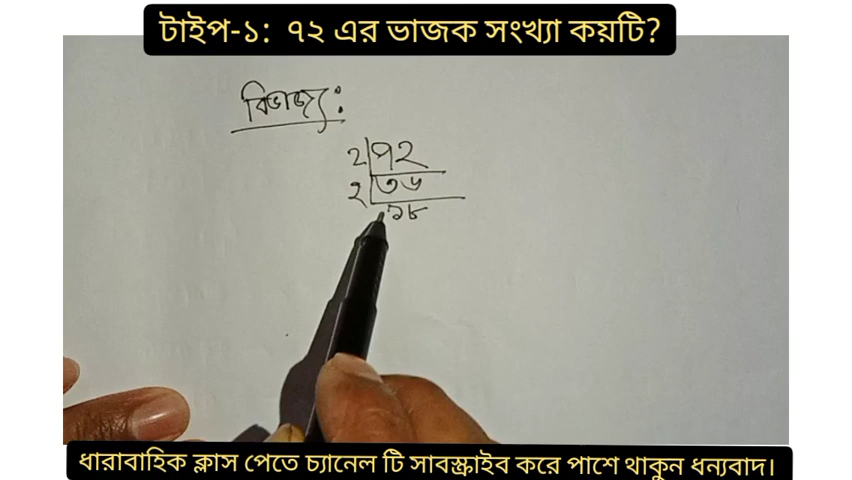 টাইপ-১: ৭২ এর ভাজক সংখ্যা কয়টি?
বিভাজ্য:
২|৭২
২|৩৬
১৮
ধারাবাহিক ক্লাস পেতে চ্যানেল টি সাবস্ক্রাইব করে পাশে থাকুন ধন্যবাদ।